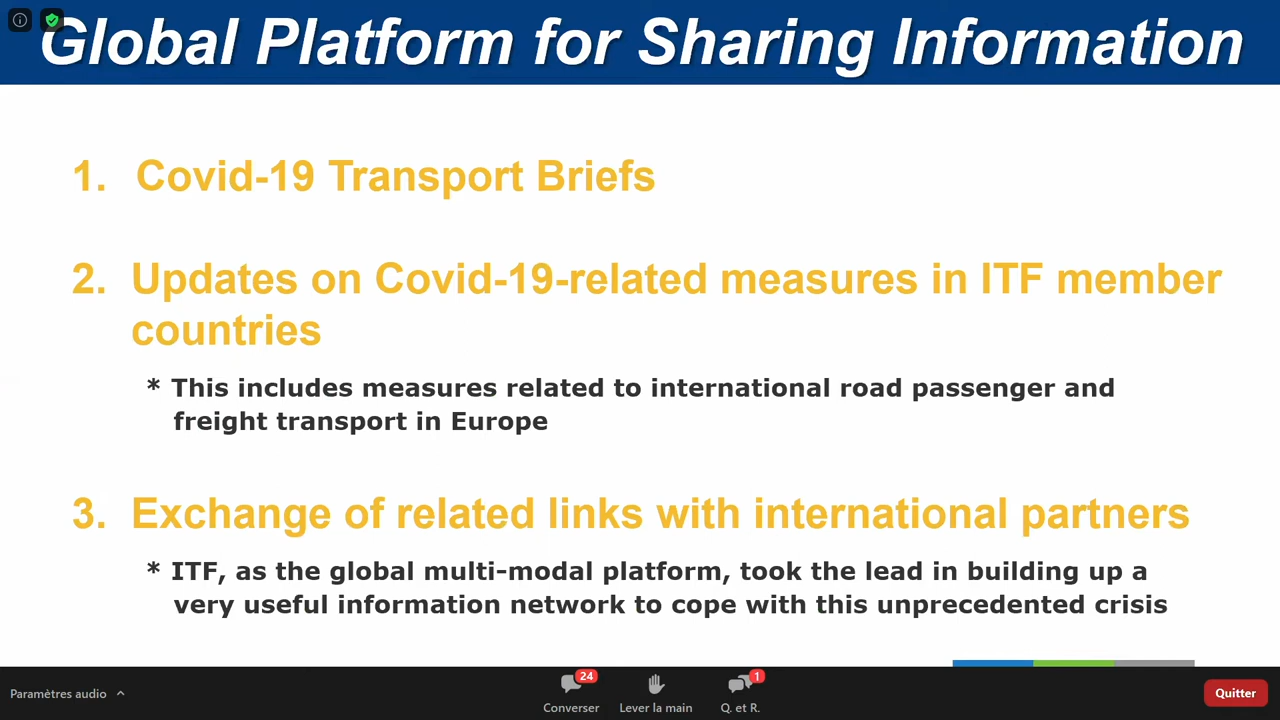 Global Platform for Sharing Information
1. Covid-19 Transport Briefs
2. Updates on Covid-19-related measures in ITF member
countries
* This includes measures related to international road passenger and
freight transport in Europe
3. Exchange of related links with international partners
* ITF, as the global multi-modal platform, took the lead in building up a
very useful information network to cope with this unprecedented crisis
Paramètres audio
24
Converser
Lever la main
1
Q. et R.
Quitter